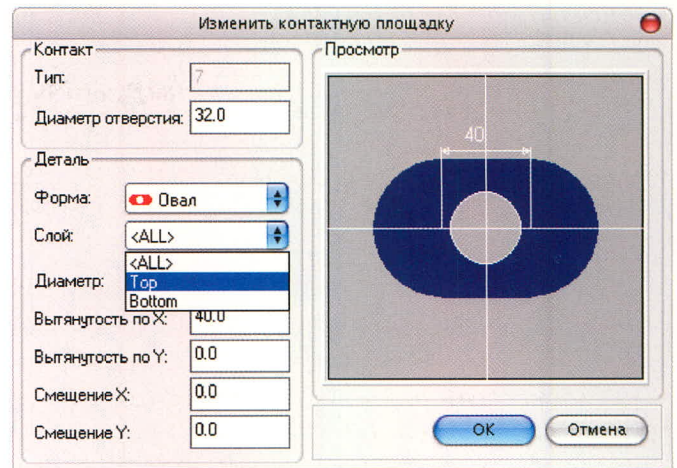 Изменить контактную площадку
Контакт
Тип: 7
Диаметр отверстия: 32.0
Деталь
Форма: Овал
Слой: <ALL>
<ALL>
Top
Bottom
Диаметр:
Вытянутость по X: 40.0
Вытянутость по Y: 0.0
Смещение X: 0.0
Смещение Y: 0.0
Просмотр
40
OK
Отмена